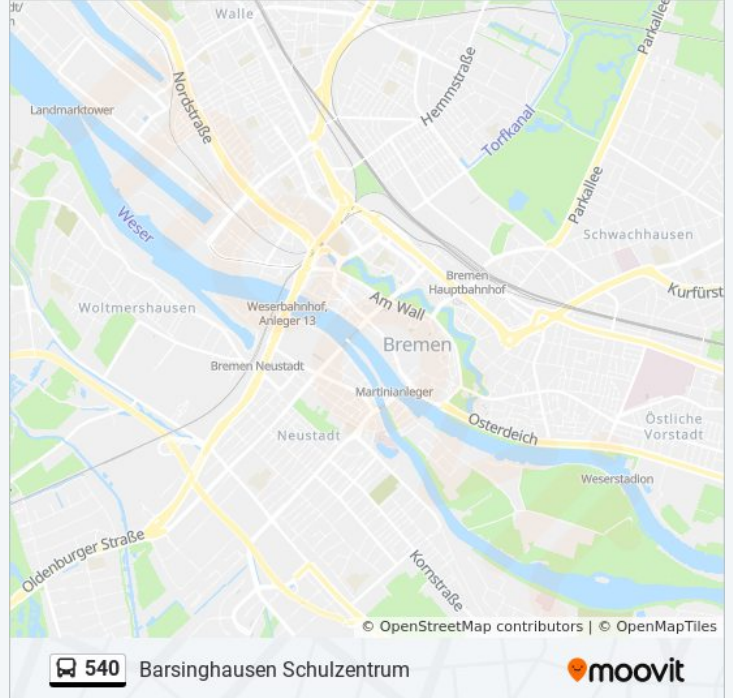 dt/
Walle
Parkallee
Nordstraße
Hemmstraße
Landmarktower
Torfkanal
Parkallee
Weser
Schwachhausen
Bremen
Hauptbahnhof
Kurfürst
Am Wall
Woltmershausen
Weserbahnhof,
Anleger 13
Bremen
Bremen Neustadt
Martinianleger
Osterdeich
Östliche
Vorstadt
Neustadt
Weserstadion
Oldenburger Straße
Kornstraße
© OpenStreetMap contributors | © OpenMapTiles
540 Barsinghausen Schulzentrum
moovit